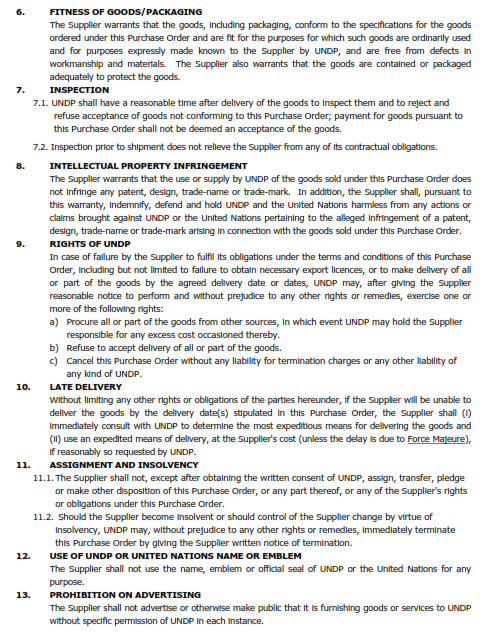 6. FITNESS OF GOODS/PACKAGING
The Supplier warrants that the goods, including packaging, conform to the specifications for the goods
ordered under this Purchase Order and are fit for the purposes for which such goods are ordinarily used
and for purposes expressly made known to the Supplier by UNDP, and are free from defects in
workmanship and materials. The Supplier also warrants that the goods are contained or packaged
adequately to protect the goods.
7. INSPECTION
7.1. UNDP shall have a reasonable time after delivery of the goods to inspect them and to reject and
refuse acceptance of goods not conforming to this Purchase Order; payment for goods pursuant to
this Purchase Order shall not be deemed an acceptance of the goods.
7.2. Inspection prior to shipment does not relieve the Supplier from any of its contractual obligations.
8. INTELLECTUAL PROPERTY INFRINGEMENT
The Supplier warrants that the use or supply by UNDP of the goods sold under this Purchase Order does
not infringe any patent, design, trade-name or trade-mark. In addition, the Supplier shall, pursuant to
this warranty, indemnify, defend and hold UNDP and the United Nations harmless from any actions or
claims brought against UNDP or the United Nations pertaining to the alleged infringement of a patent,
design, trade-name or trade-mark arising in connection with the goods sold under this Purchase Order.
9. RIGHTS OF UNDP
In case of failure by the Supplier to fulfil its obligations under the terms and conditions of this Purchase
Order, including but not limited to failure to obtain necessary export licences, or to make delivery of all
or part of the goods by the agreed delivery date or dates, UNDP may, after giving the Supplier
reasonable notice to perform and without prejudice to any other rights or remedies, exercise one or
more of the following rights:
a) Procure all or part of the goods from other sources, in which event UNDP may hold the Supplier
responsible for any excess cost occasioned thereby.
b) Refuse to accept delivery of all or part of the goods.
c) Cancel this Purchase Order without any liability for termination charges or any other liability of
any kind of UNDP.
10. LATE DELIVERY
Without limiting any other rights or obligations of the parties hereunder, if the Supplier will be unable to
deliver the goods by the delivery date(s) stipulated in this Purchase Order, the Supplier shall (i)
immediately consult with UNDP to determine the most expeditious means for delivering the goods and
(ii) use an expedited means of delivery, at the Supplier's cost (unless the delay is due to Force Majeure),
if reasonably so requested by UNDP.
11. ASSIGNMENT AND INSOLVENCY
11.1. The Supplier shall not, except after obtaining the written consent of UNDP, assign, transfer, pledge
or make other disposition of this Purchase Order, or any part thereof, or any of the Supplier's rights
or obligations under this Purchase Order.
11.2. Should the Supplier become insolvent or should control of the Supplier change by virtue of
insolvency, UNDP may, without prejudice to any other rights or remedies, immediately terminate
this Purchase Order by giving the Supplier written notice of termination.
12. USE OF UNDP OR UNITED NATIONS NAME OR EMBLEM
The Supplier shall not use the name, emblem or official seal of UNDP or the United Nations for any
purpose.
13. PROHIBITION ON ADVERTISING
The Supplier shall not advertise or otherwise make public that it is furnishing goods or services to UNDP
without specific permission of UNDP in each instance.